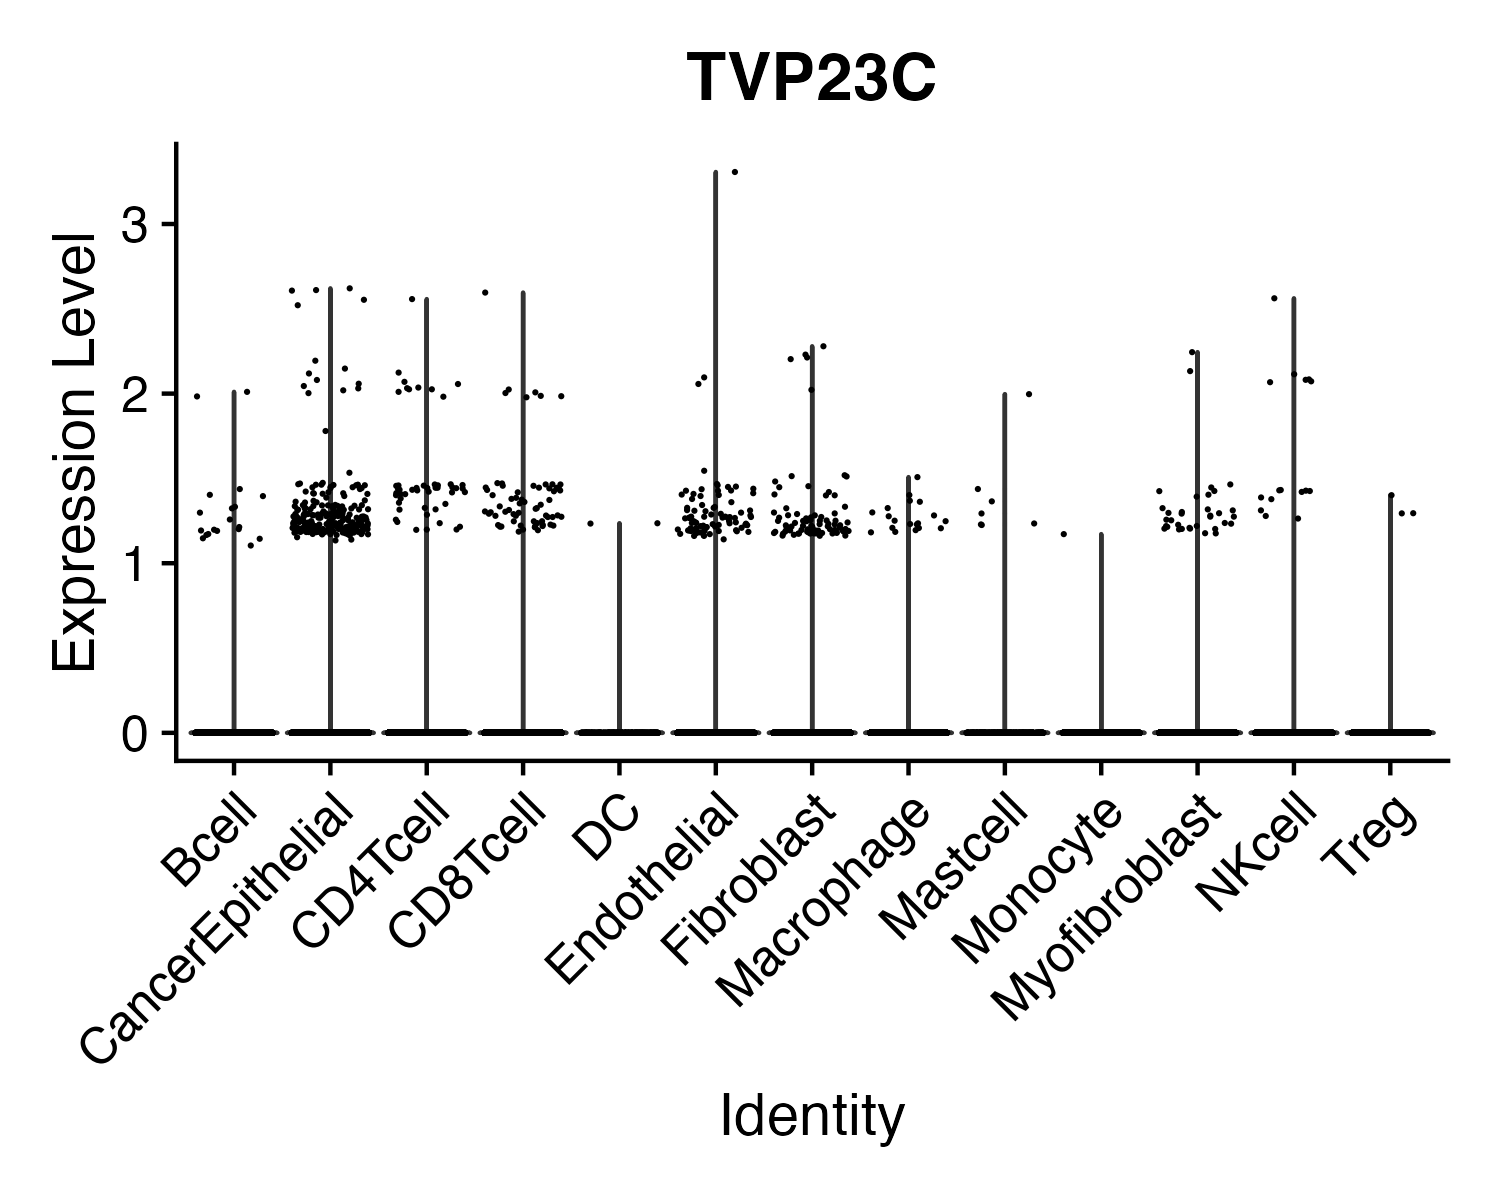 TVP23C
Expression Level
3
2
1
0
Bcell
CancerEpithelial
CD4Tcell
CD8Tcell
DC
Endothelial
Fibroblast
Macrophage
Mastcell
Monocyte
Myofibroblast
NKcell
Treg
Identity